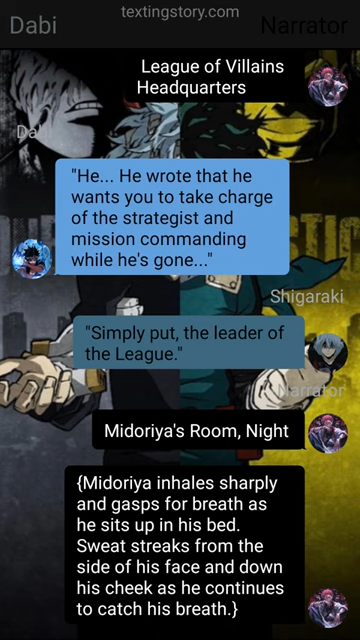 textingstory.com
Dabi
Narrator
League of Villains
Headquarters
Dabi
"He... He wrote that he
wants you to take charge
of the strategist and
mission commanding
while he's gone..."
Shigaraki
"Simply put, the leader of
the League."
Narrator
Midoriya's Room, Night
{Midoriya inhales sharply
and gasps for breath as
he sits up in his bed.
Sweat streaks from the
side of his face and down
his cheek as he continues
to catch his breath.}